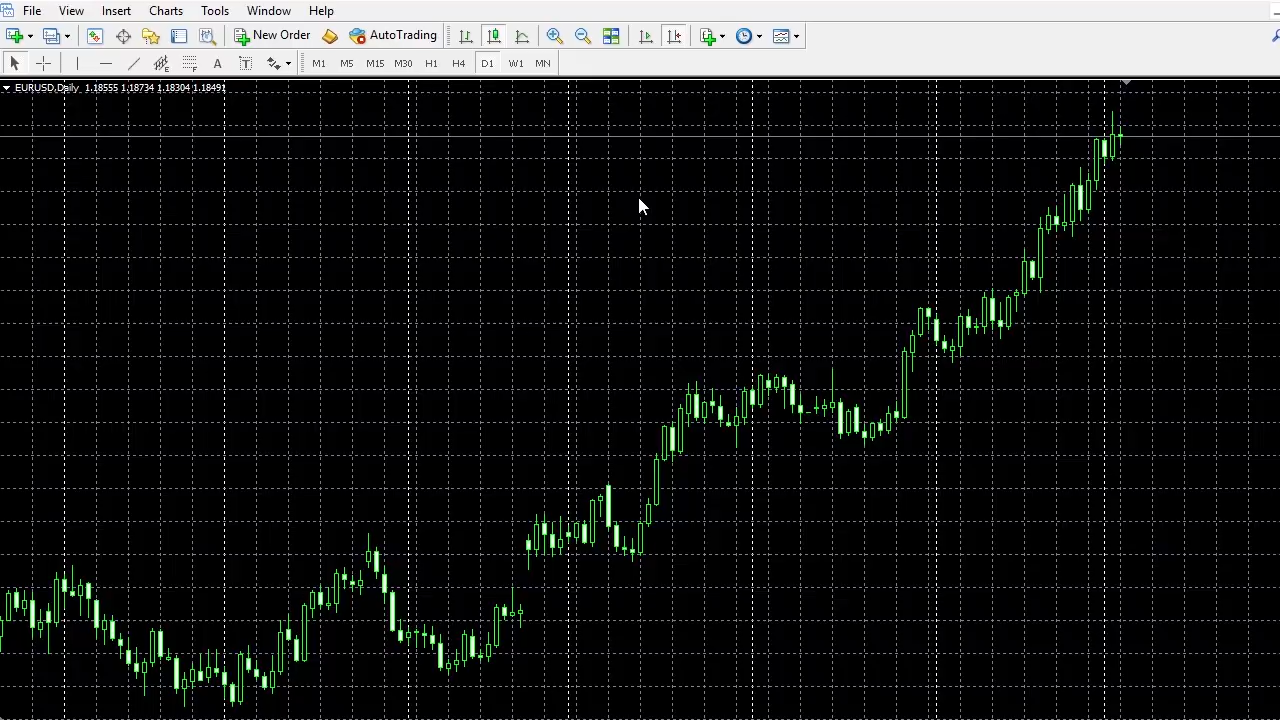 File View Insert Charts Tools Window Help
New Order AutoTrading
A T M1 M5 M15 M30 H1 H4 D1 W1 MN
EURUSD,Daily 1.18555 1.18734 1.18304 1.18491